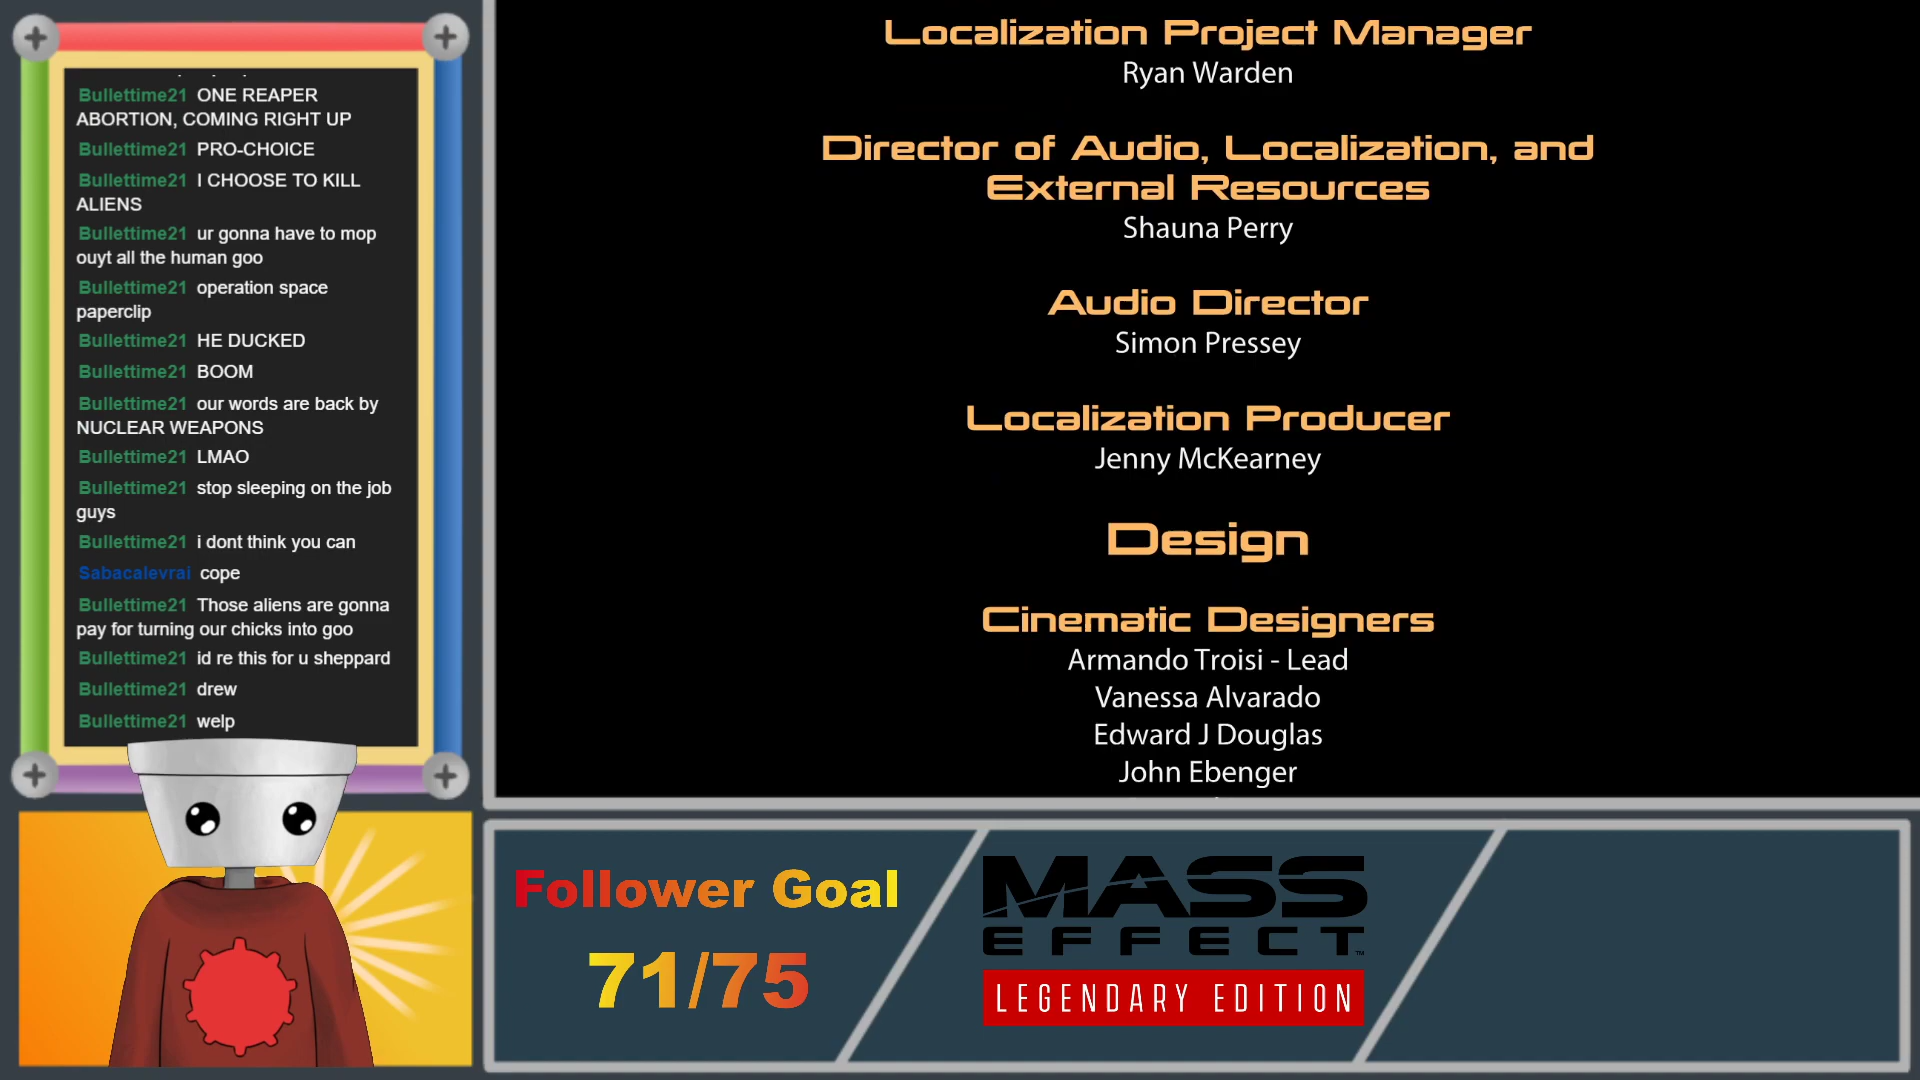 Bullettime21 ONE REAPER
ABORTION, COMING RIGHT UP
Bullettime21 PRO-CHOICE
Bullettime21 I CHOOSE TO KILL
ALIENS
Bullettime21 ur gonna have to mop
ouyt all the human goo
Bullettime21 operation space
paperclip
Bullettime21 HE DUCKED
Bullettime21 BOOM
Bullettime21 our words are back by
NUCLEAR WEAPONS
Bullettime21 LMAO
Bullettime21 stop sleeping on the job
guys
Bullettime21 i dont think you can
Sabacalevrai cope
Bullettime21 Those aliens are gonna
pay for turning our chicks into goo
Bullettime21 id re this for u sheppard
Bullettime21 drew
Bullettime21 welp
Localization Project Manager
Ryan Warden
Director of Audio, Localization, and
External Resources
Shauna Perry
Audio Director
Simon Pressey
Localization Producer
Jenny McKearney
Design
Cinematic Designers
Armando Troisi - Lead
Vanessa Alvarado
Edward J Douglas
John Ebenger
Follower Goal
71/75
MASS
EFFECT™
LEGENDARY EDITION